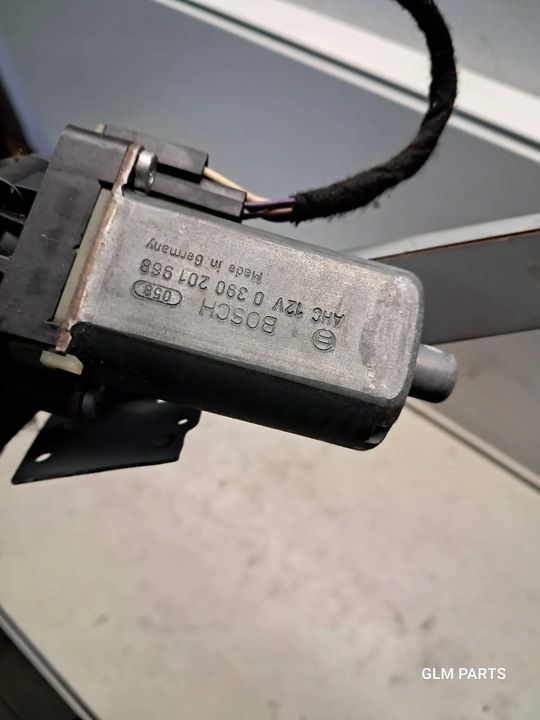 BOSCH 058
AHC 12V 0 390 201 968
Made in Germany
GLM PARTS